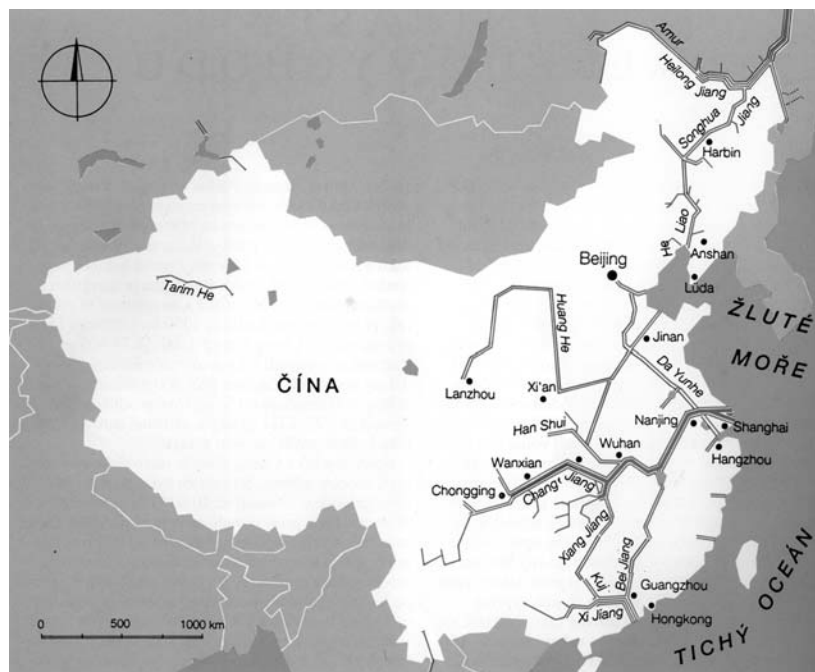 Amur
Heilong Jiang
Songhua Jiang
Harbin
Liao He
Anshan
Beijing
Lüda
ŽLUTÉ
MOŘE
Tarim He
Huang He
Jinan
Da Yunhe
ČÍNA
Lanzhou
Xi'an
Han Shui
Nanjing
Shanghai
Wuhan
Hangzhou
Wanxian
Chongging
Chang Jiang
Xiang Jiang
Kui
Bei Jiang
Guangzhou
Xi Jiang
Hongkong
TICHÝ OCEÁN
0 500 1000 km